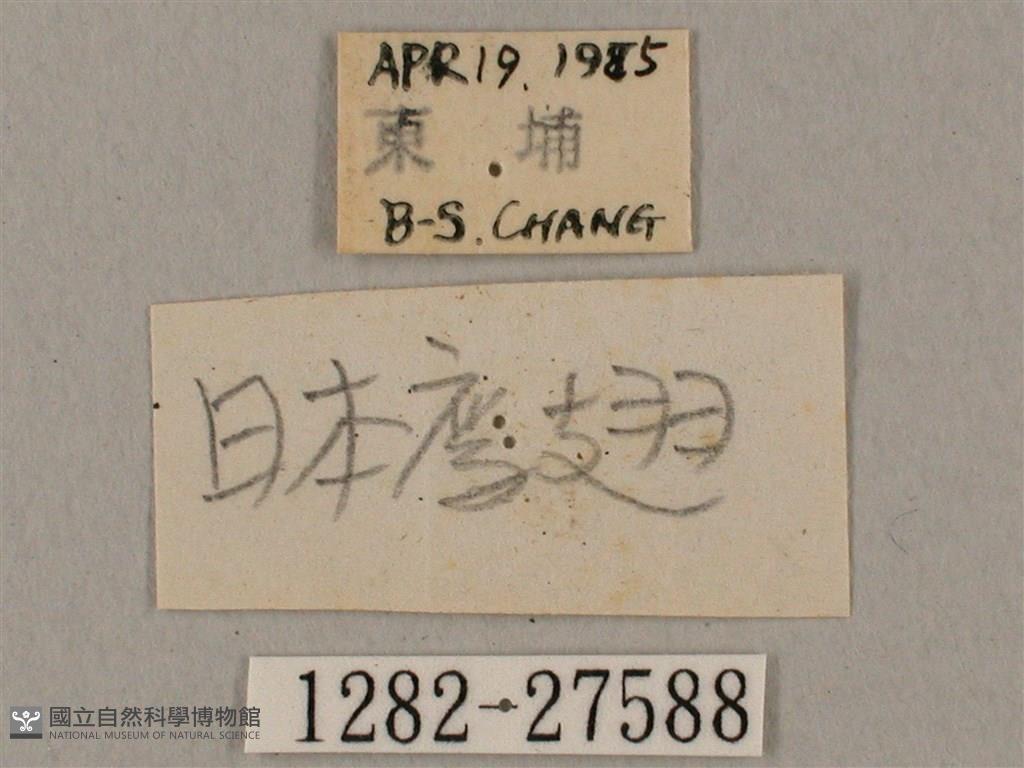 APR 19. 1985
東 埔
B-S. CHANG
日本廣翅
1282-27588
國立自然科學博物館
NATIONAL MUSEUM OF NATURAL SCIENCE